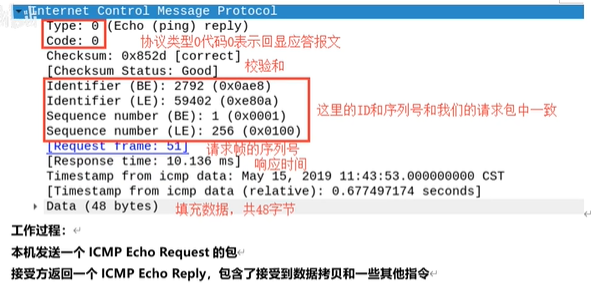 Internet Control Message Protocol
Type: 0 (Echo (ping) reply)
Code: 0
协议类型0代码0表示回显应答报文
Checksum: 0x852d [correct]
校验和
[Checksum Status: Good]
Identifier (BE): 2792 (0x0ae8)
Identifier (LE): 59402 (0xe80a)
这里的ID和序列号和我们的请求包中一致
Sequence number (BE): 1 (0x0001)
Sequence number (LE): 256 (0x0100)
[Request frame: 51]
请求帧的序列号
[Response time: 10.136 ms]
响应时间
Timestamp from icmp data: May 15, 2019 11:43:53.000000000 CST
[Timestamp from icmp data (relative): 0.677497174 seconds]
Data (48 bytes)
填充数据，共48字节
工作过程：
本机发送一个 ICMP Echo Request 的包
接受方返回一个 ICMP Echo Reply，包含了接受到数据拷贝和一些其他指令